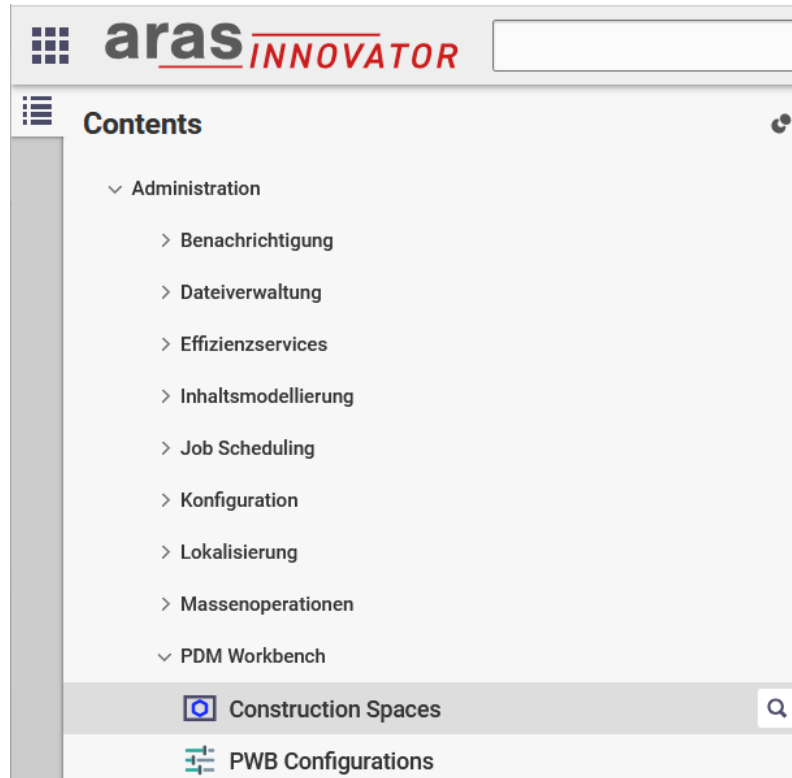 aras INNOVATOR
Contents
Administration
Benachrichtigung
Dateiverwaltung
Effizienzservices
Inhaltsmodellierung
Job Scheduling
Konfiguration
Lokalisierung
Massenoperationen
PDM Workbench
Construction Spaces
PWB Configurations